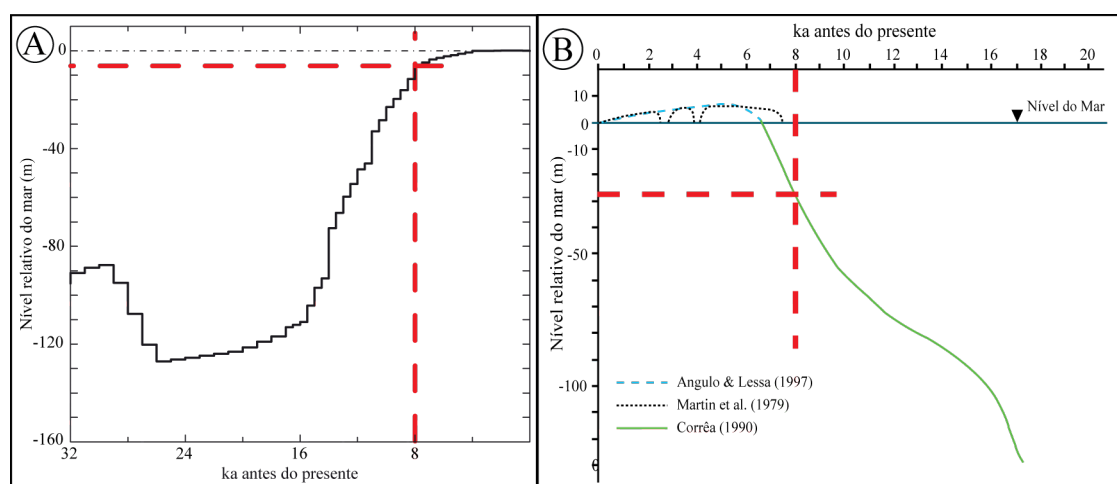 A
0
-40
-80
-120
-160
Nível relativo do mar (m)
32
24
16
8
ka antes do presente
B
ka antes do presente
0 2 4 6 8 10 12 14 16 18 20
10
0
-10
-50
-100
Nível relativo do mar (m)
Nível do Mar
Angulo & Lessa (1997)
Martin et al. (1979)
Corrêa (1990)